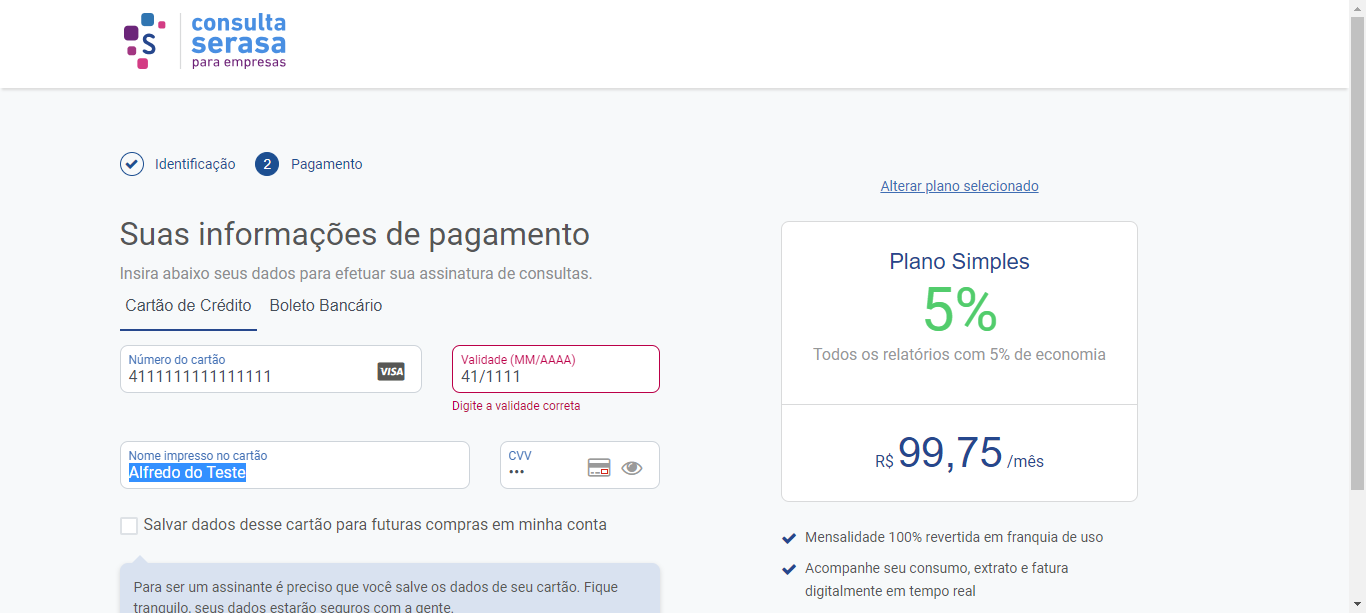 S
consulta
serasa
para empresas
Identificação
2 Pagamento
Alterar plano selecionado
Suas informações de pagamento
Insira abaixo seus dados para efetuar sua assinatura de consultas.
Cartão de Crédito Boleto Bancário
Número do cartão
4111111111111111
VISA
Validade (MM/AAAA)
41/1111
Digite a validade correta
Nome impresso no cartão
Alfredo do Teste
CVV
•••
Salvar dados desse cartão para futuras compras em minha conta
Para ser um assinante é preciso que você salve os dados de seu cartão. Fique
tranquilo, seus dados estarão seguros com a gente.
Plano Simples
5%
Todos os relatórios com 5% de economia
R$ 99,75 /mês
Mensalidade 100% revertida em franquia de uso
Acompanhe seu consumo, extrato e fatura
digitalmente em tempo real